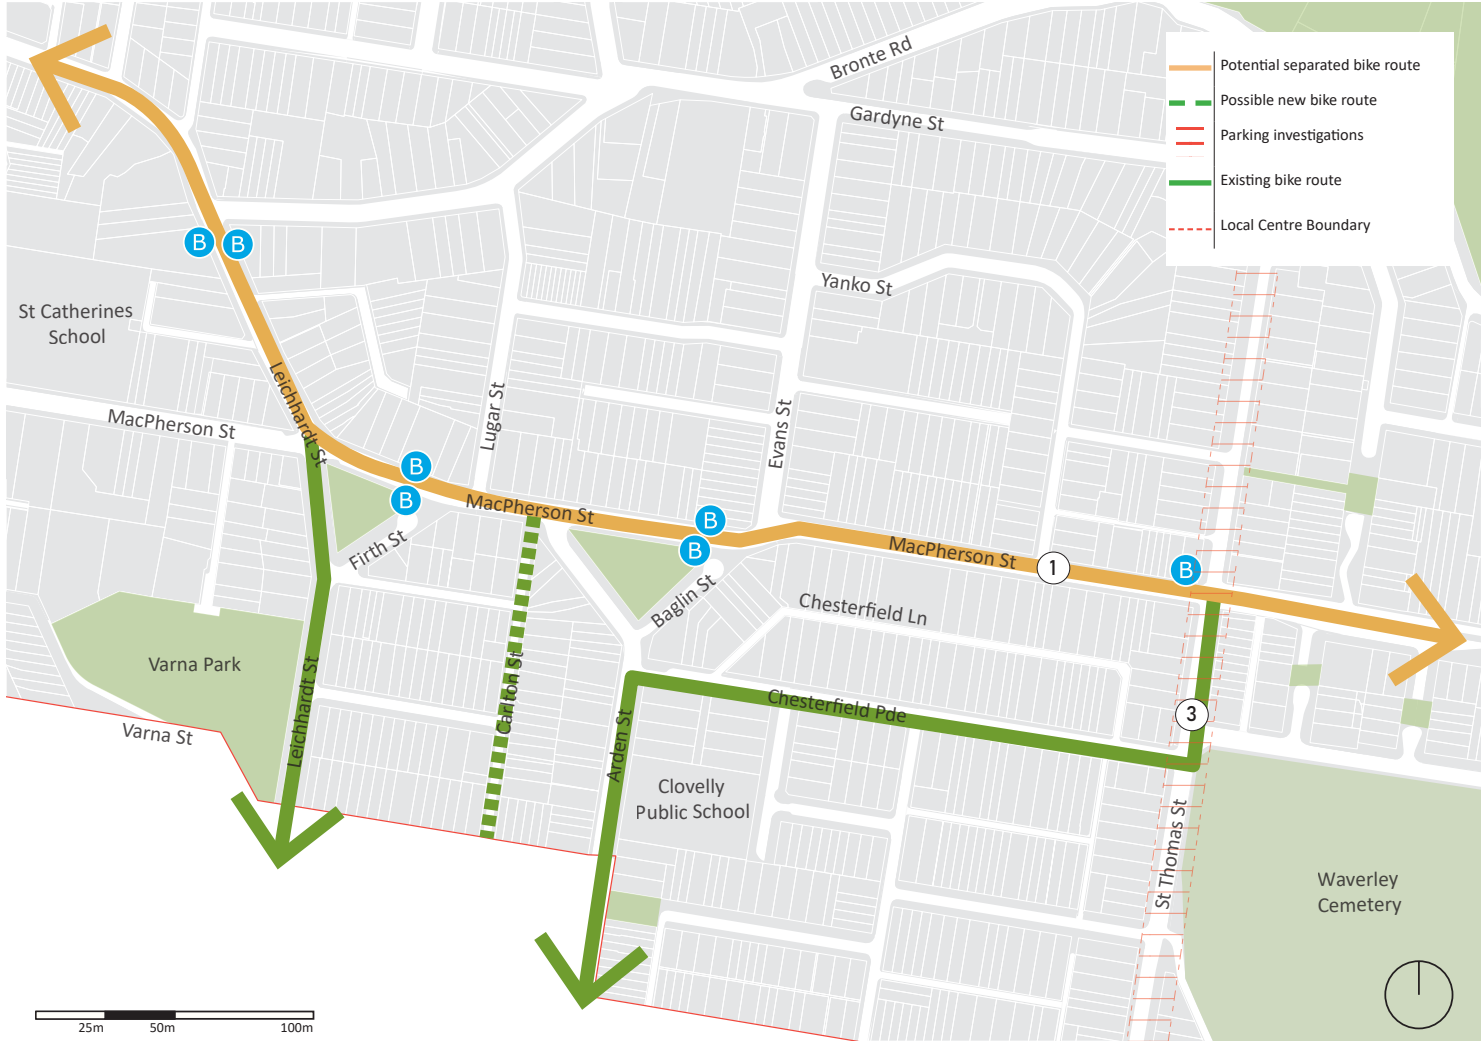 Bronte Rd
Gardyne St
Potential separated bike route
Possible new bike route
Parking investigations
Existing bike route
Local Centre Boundary
B
B
Yanko St
St Catherines
School
Leichhardt St
MacPherson St
Lugar St
Evans St
B
B
MacPherson St
B
B
MacPherson St
1
B
Firth St
Baglin St
Chesterfield Ln
Varna Park
Leichhardt St
Carlton St
Arden St
Chesterfield Pde
3
Varna St
Clovelly
Public School
St Thomas St
Waverley
Cemetery
25m
50m
100m